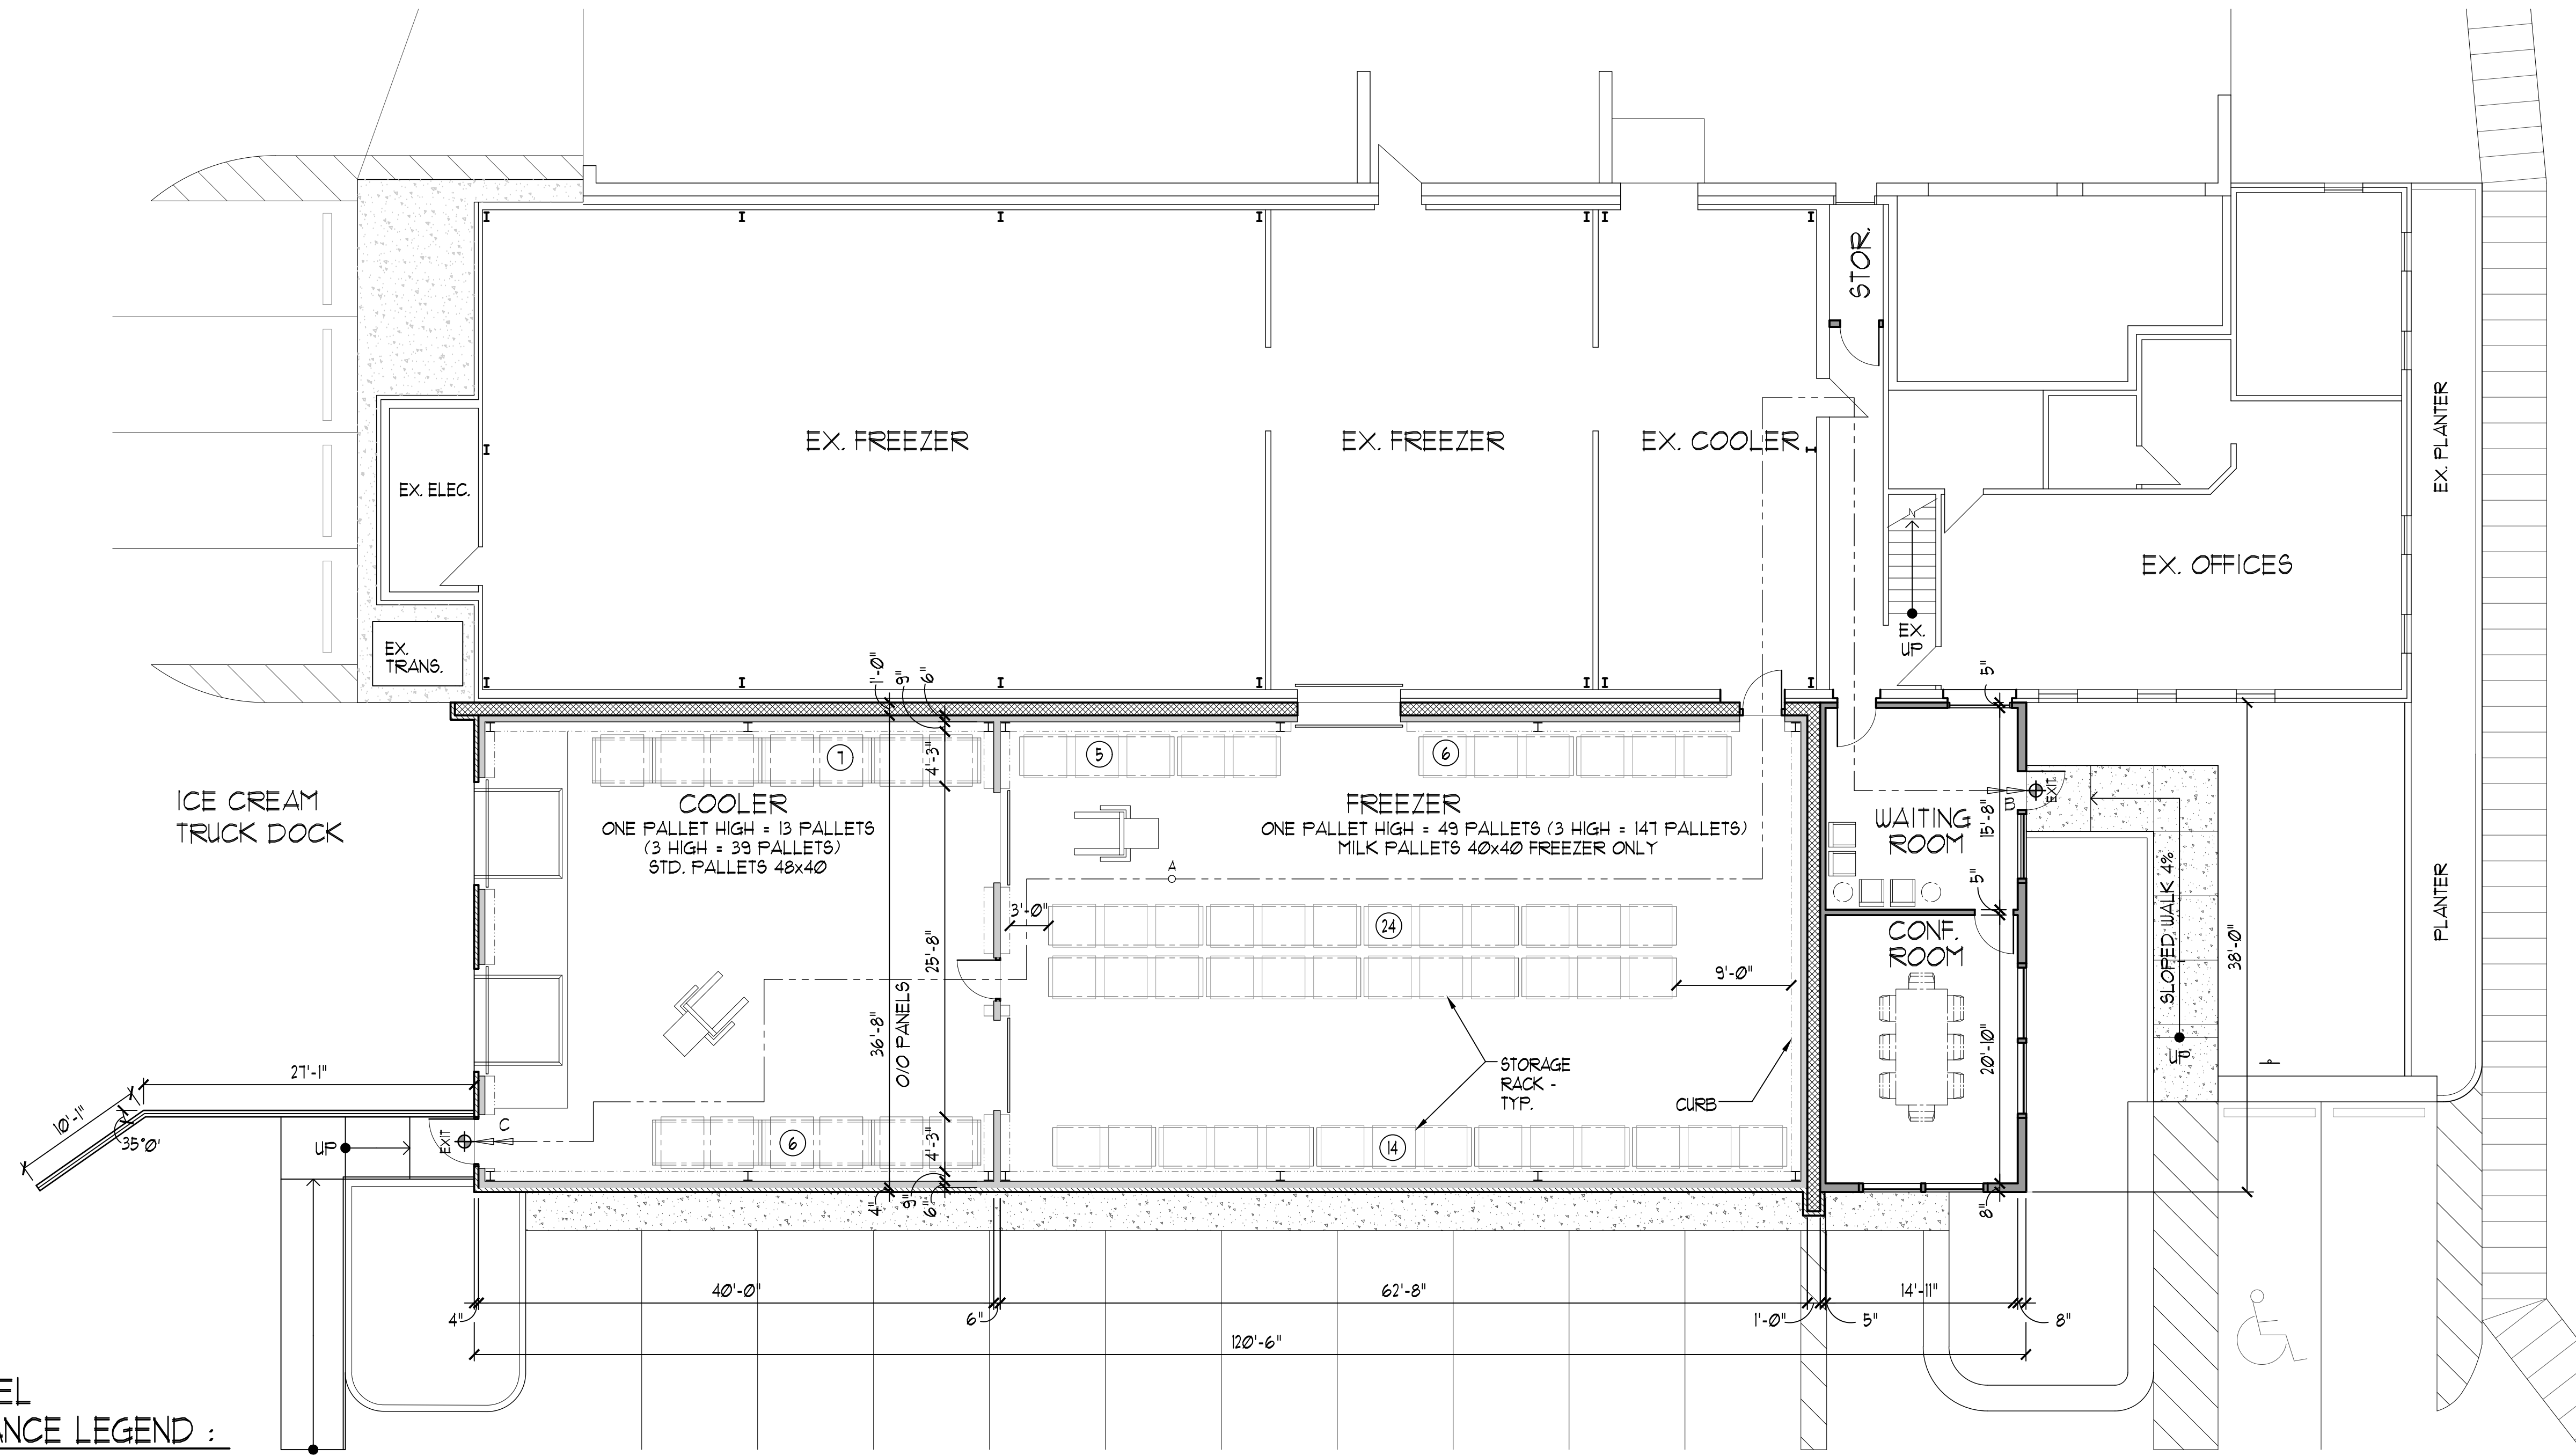 STOR.
EX. FREEZER
EX. FREEZER
EX. COOLER
EX. PLANTER
EX. ELEC.
EX. OFFICES
EX.
UP
EX.
TRANS.
1'-0"
9"
6"
5"
ICE CREAM
TRUCK DOCK
7
4'-3"
5
6
COOLER
ONE PALLET HIGH = 13 PALLETS
(3 HIGH = 39 PALLETS)
STD. PALLETS 48x40
FREEZER
ONE PALLET HIGH = 49 PALLETS (3 HIGH = 147 PALLETS)
MILK PALLETS 40x40 FREEZER ONLY
A
WAITING
ROOM
15'-8"
B
EXIT
5"
SLOPED WALK 4%
38'-0"
PLANTER
3'-0"
24
25'-8"
CONF.
ROOM
9'-0"
36'-8"
O/O PANELS
20'-10"
UP
STORAGE
RACK -
TYP.
CURB
27'-1"
10'-1"
35°0'
UP
EXIT
C
6
4'-3"
14
4"
9"
6"
8"
40'-0"
62'-8"
14'-11"
4"
6"
1'-0"
5"
8"
120'-6"
EL
ANCE LEGEND :